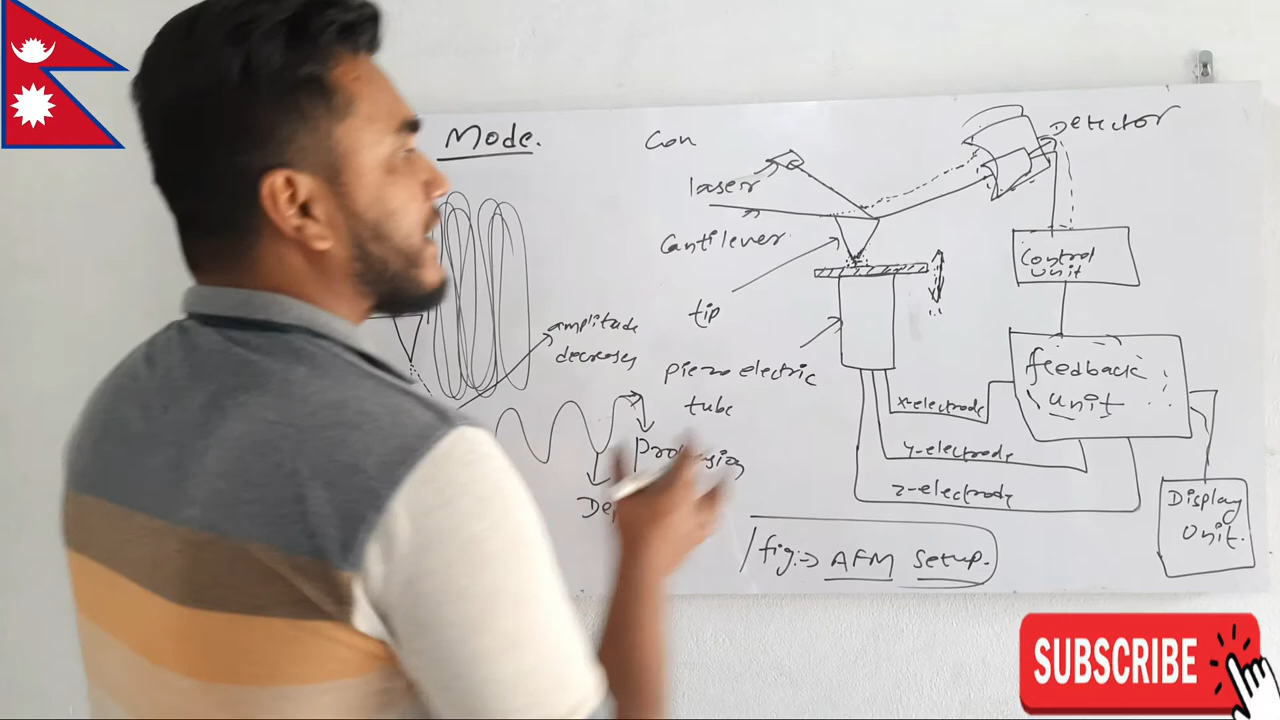 Mode.
Con
Detector
laser
Cantilever.
Control
Unit
tip
amplitude
decreases
feedback
Unit
piezo electric
tube
x-electrode
y-electrode
z-electrode
Display
Unit.
fig:-> AFM Setup.
SUBSCRIBE